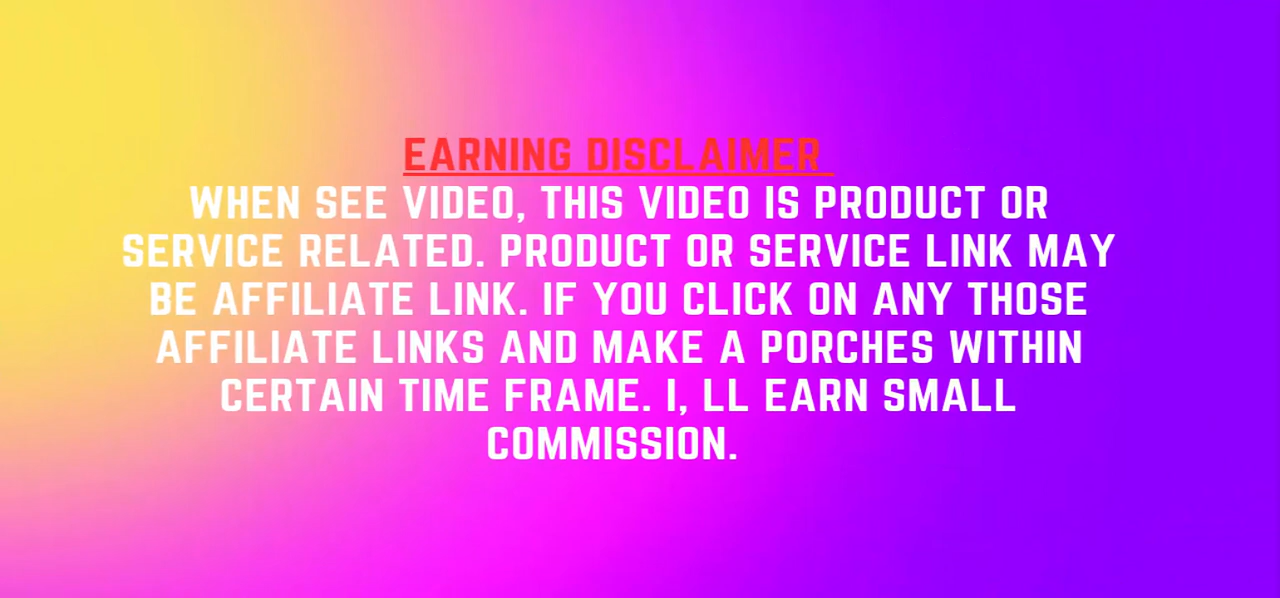 EARNING DISCLAIMER
WHEN SEE VIDEO, THIS VIDEO IS PRODUCT OR
SERVICE RELATED. PRODUCT OR SERVICE LINK MAY
BE AFFILIATE LINK. IF YOU CLICK ON ANY THOSE
AFFILIATE LINKS AND MAKE A PORCHES WITHIN
CERTAIN TIME FRAME. I, LL EARN SMALL
COMMISSION.